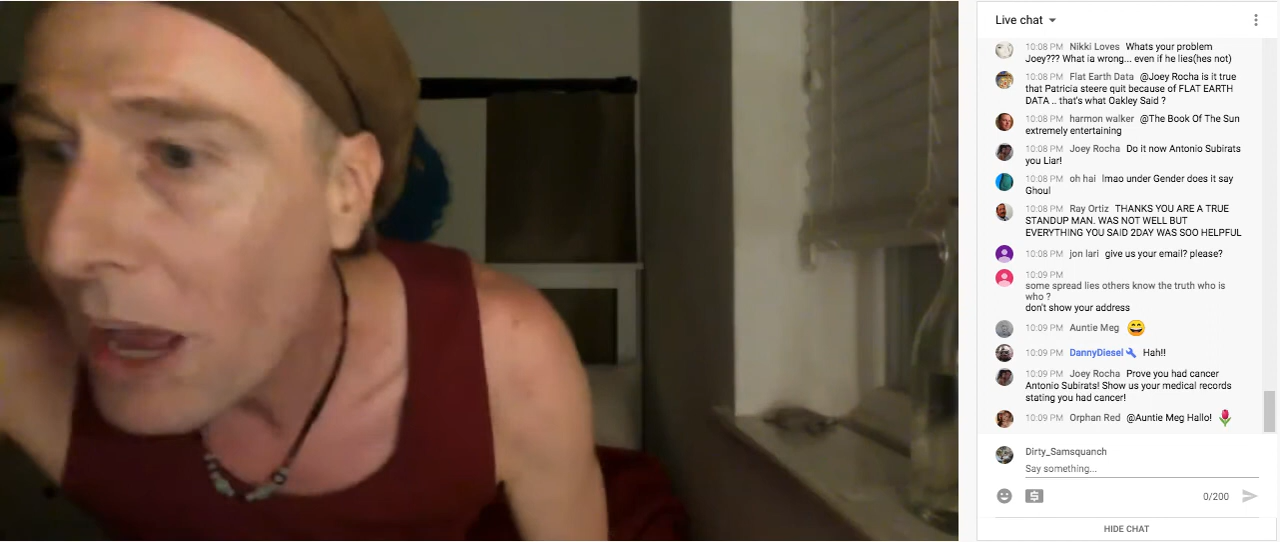 Live chat
10:08 PM Nikki Loves Whats your problem
Joey??? What ia wrong... even if he lies(hes not)
10:08 PM Flat Earth Data @Joey Rocha is it true
that Patricia steere quit because of FLAT EARTH
DATA .. that's what Oakley Said ?
10:08 PM harmon walker @The Book Of The Sun
extremely entertaining
10:08 PM Joey Rocha Do it now Antonio Subirats
you Liar!
10:08 PM oh hai lmao under Gender does it say
Ghoul
10:08 PM Ray Ortiz THANKS YOU ARE A TRUE
STANDUP MAN. WAS NOT WELL BUT
EVERYTHING YOU SAID 2DAY WAS SOO HELPFUL
10:08 PM jon lari give us your email? please?
10:09 PM
some spread lies others know the truth who is
who ?
don't show your address
10:09 PM Auntie Meg 😄
10:09 PM DannyDiesel Hah!!
10:09 PM Joey Rocha Prove you had cancer
Antonio Subirats! Show us your medical records
stating you had cancer!
10:09 PM Orphan Red @Auntie Meg Hallo! 🌷
Dirty_Samsquanch
Say something...
0/200
HIDE CHAT